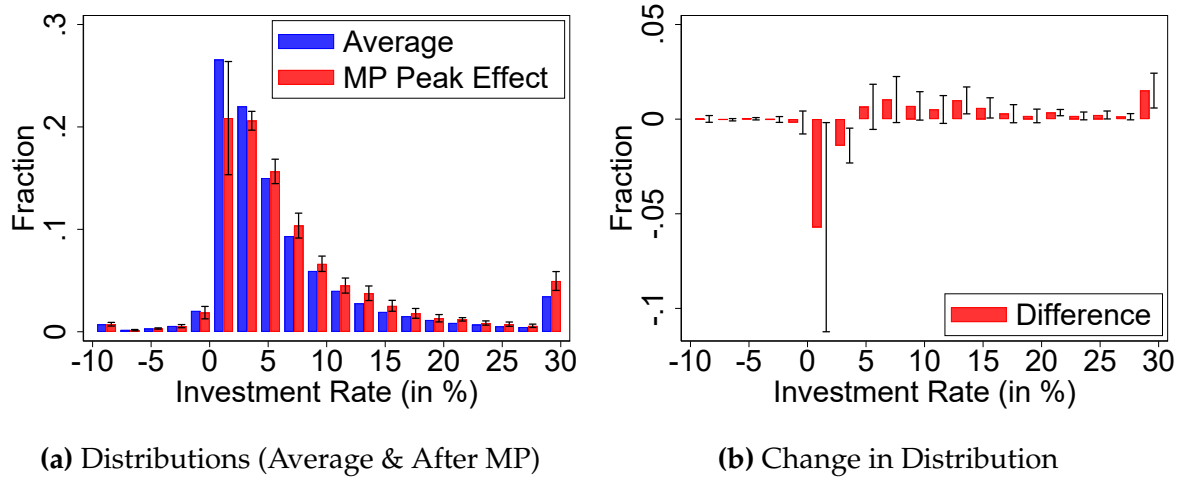 .3
.2
.1
0
Fraction
Average
MP Peak Effect
-10 -5 0 5 10 15 20 25 30
Investment Rate (in %)
(a) Distributions (Average & After MP)
.05
0
-.05
-.1
Fraction
Difference
-10 -5 0 5 10 15 20 25 30
Investment Rate (in %)
(b) Change in Distribution